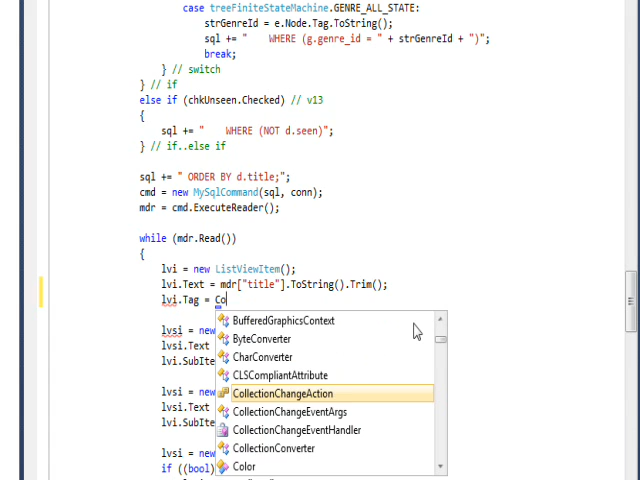 case treeFiniteStateMachine.GENRE_ALL_STATE:
strGenreId = e.Node.Tag.ToString();
sql += "    WHERE (g.genre_id = " + strGenreId + ")";
break;
} // switch
} // if
else if (chkUnseen.Checked) // v13
{
sql += "    WHERE (NOT d.seen)";
} // if..else if
sql += " ORDER BY d.title;";
cmd = new MySqlCommand(sql, conn);
mdr = cmd.ExecuteReader();
while (mdr.Read())
{
lvi = new ListViewItem();
lvi.Text = mdr["title"].ToString().Trim();
lvi.Tag = Co
BufferedGraphicsContext
lvsi = new
ByteConverter
lvsi.Text
CharConverter
lvi.SubIte
CLSCompliantAttribute
lvsi = new
CollectionChangeAction
lvsi.Text
CollectionChangeEventArgs
lvi.SubIte
CollectionChangeEventHandler
lvsi = new
CollectionConverter
if ((bool)
Color